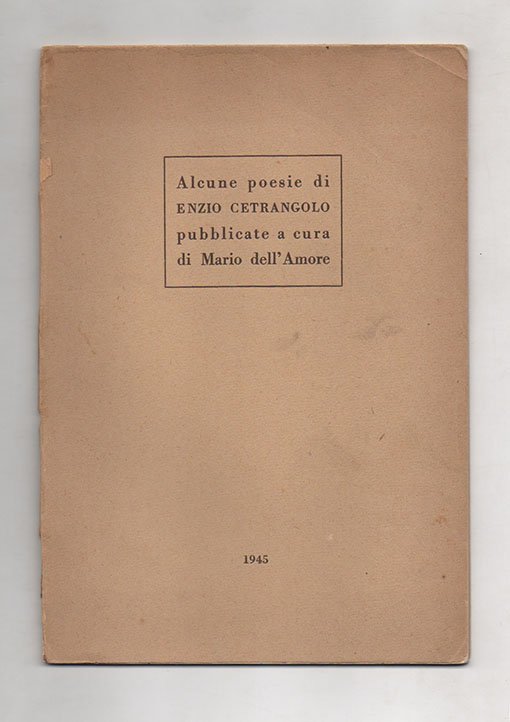 Alcune poesie di
ENZIO CETRANGOLO
pubblicate a cura
di Mario dell'Amore
1945